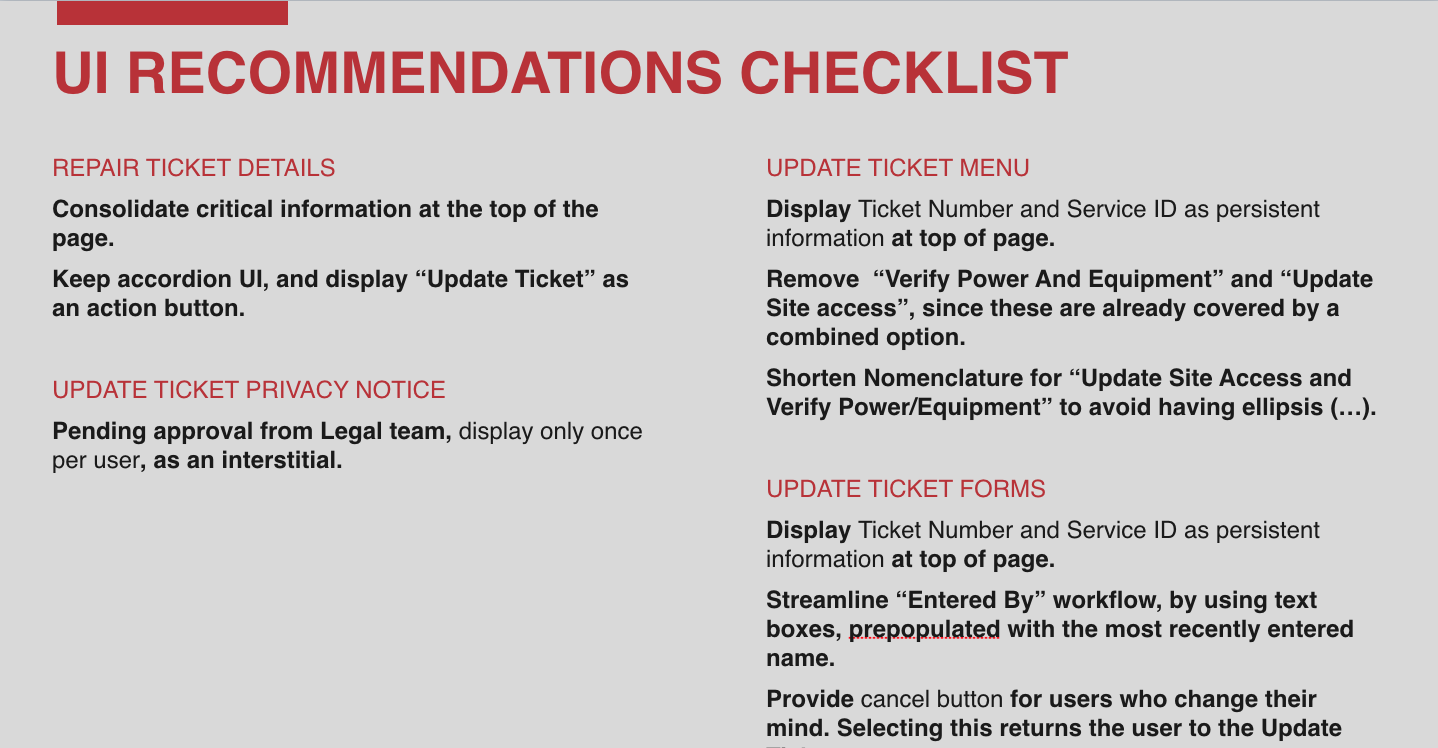 UI RECOMMENDATIONS CHECKLIST
REPAIR TICKET DETAILS
Consolidate critical information at the top of the
page.
Keep accordion UI, and display “Update Ticket” as
an action button.
UPDATE TICKET PRIVACY NOTICE
Pending approval from Legal team, display only once
per user, as an interstitial.
UPDATE TICKET MENU
Display Ticket Number and Service ID as persistent
information at top of page.
Remove  “Verify Power And Equipment” and “Update
Site access”, since these are already covered by a
combined option.
Shorten Nomenclature for “Update Site Access and
Verify Power/Equipment” to avoid having ellipsis (…).
UPDATE TICKET FORMS
Display Ticket Number and Service ID as persistent
information at top of page.
Streamline “Entered By” workflow, by using text
boxes, prepopulated with the most recently entered
name.
Provide cancel button for users who change their
mind. Selecting this returns the user to the Update